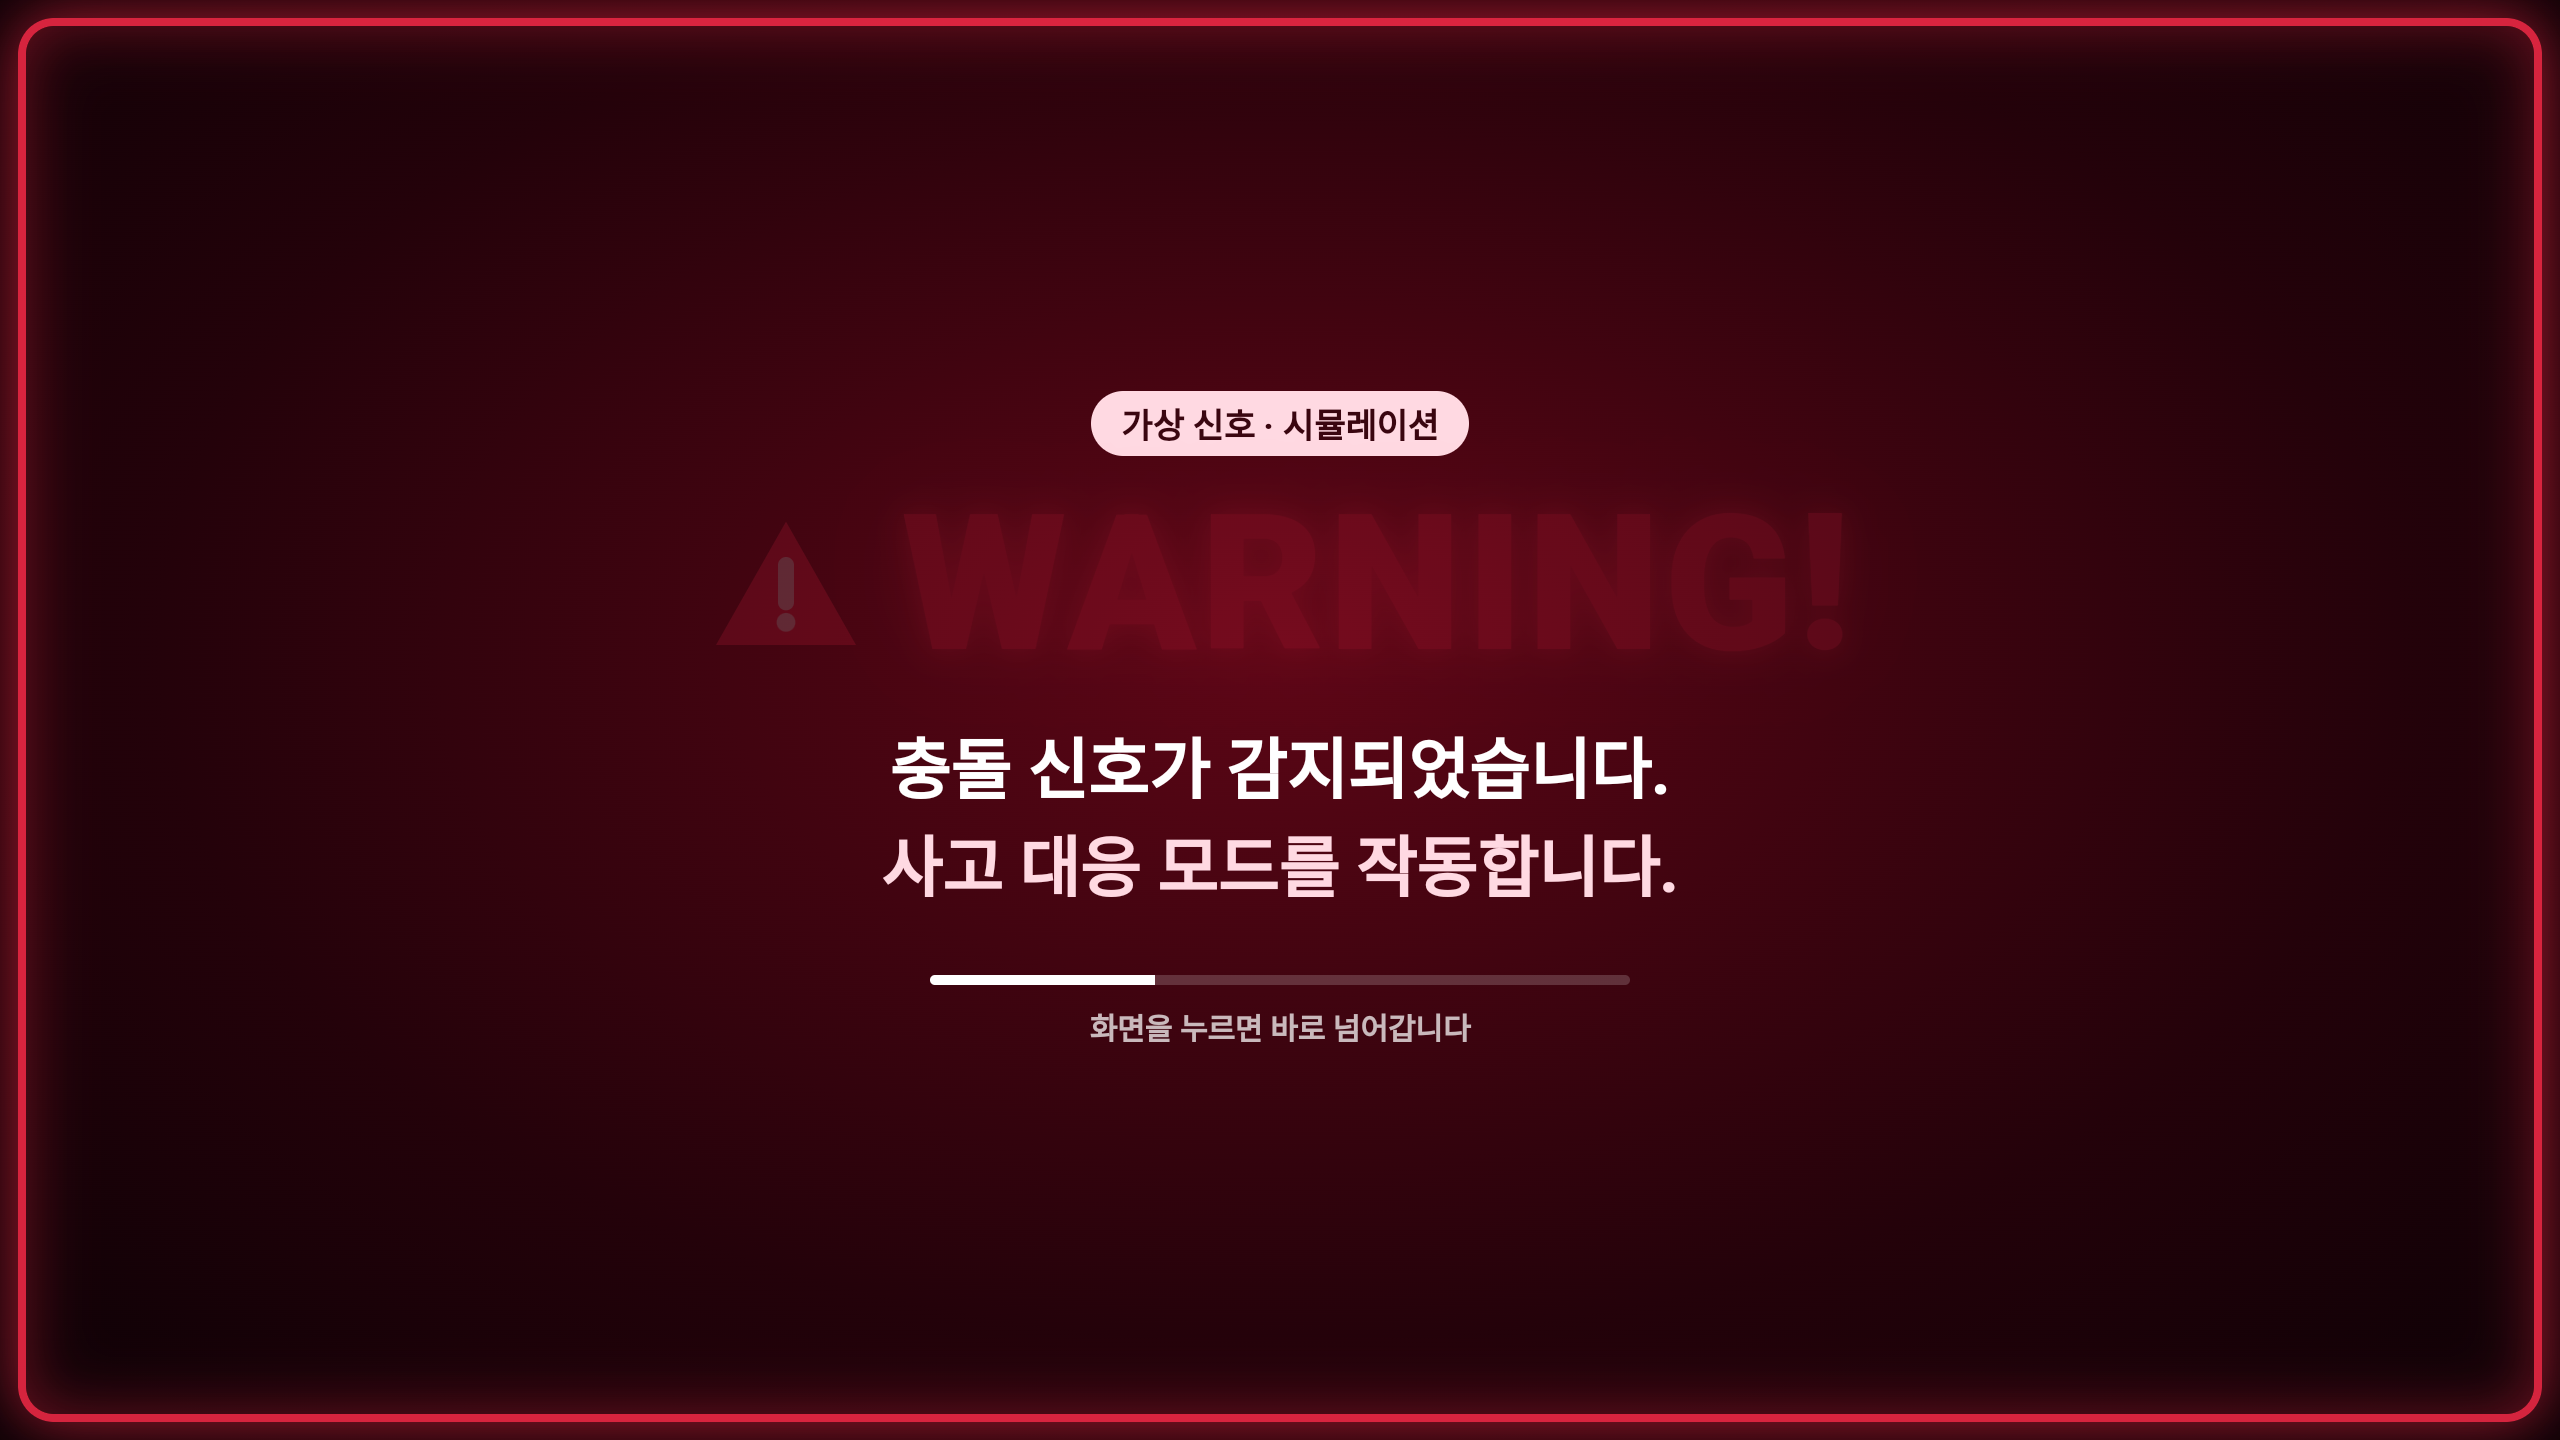 가상 신호 · 시뮬레이션
WARNING!
충돌 신호가 감지되었습니다.
사고 대응 모드를 작동합니다.
화면을 누르면 바로 넘어갑니다